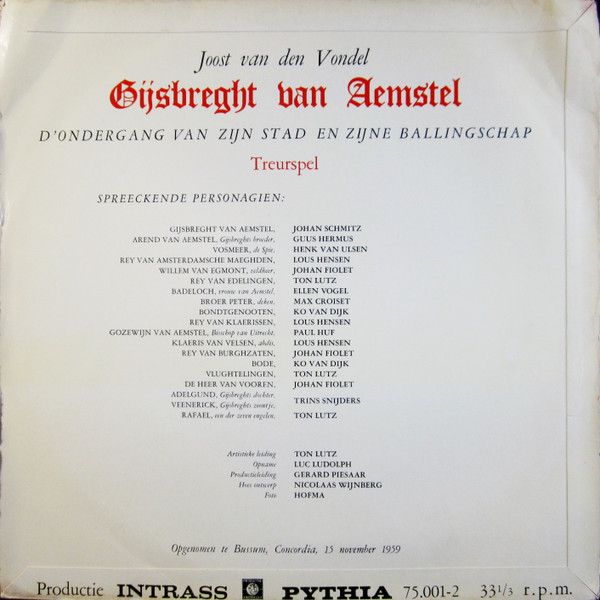 Joost van den Vondel
Gijsbreght van Aemstel
D'ONDERGANG VAN ZIJN STAD EN ZIJNE BALLINGSCHAP
Treurspel
SPREECKENDE PERSONAGIEN:
GIJSBREGHT VAN AEMSTEL, JOHAN SCHMITZ
AREND VAN AEMSTEL, Gijsbreghts broeder, GUUS HERMUS
VOSMEER, de Spie. HENK VAN ULSEN
REY VAN AMSTERDAMSCHE MAEGHDEN, LOUS HENSEN
WILLEM VAN EGMONT, veldheer. JOHAN FIOLET
REY VAN EDELINGEN, TON LUTZ
BADELOCH, vrouw van Aemstel. ELLEN VOGEL
BROER PETER, deken. MAX CROISET
BONDTGENOOTEN, KO VAN DIJK
REY VAN KLAERISSEN, LOUS HENSEN
GOZEWIJN VAN AEMSTEL, Bisschop van Uitrecht. PAUL HUF
KLAERIS VAN VELSEN, abdis. LOUS HENSEN
REY VAN BURGHZATEN, JOHAN FIOLET
BODE, KO VAN DIJK
VLUGHTELINGEN, TON LUTZ
DE HEER VAN VOOREN, JOHAN FIOLET
ADELGUND, Gijsbreghts dochter.
VEENERICK, Gijsbreghts zoontje. TRINS SNIJDERS
RAFAEL, een der zeven engelen. TON LUTZ
Artistieke leiding TON LUTZ
Opname LUC LUDOLPH
Productieleiding GERARD PIESAAR
Hoes ontwerp NICOLAAS WIJNBERG
Foto HOFMA
Opgenomen te Bussum, Concordia, 15 november 1959
Productie INTRASS PYTHIA 75.001-2 33 1/3 r.p.m.